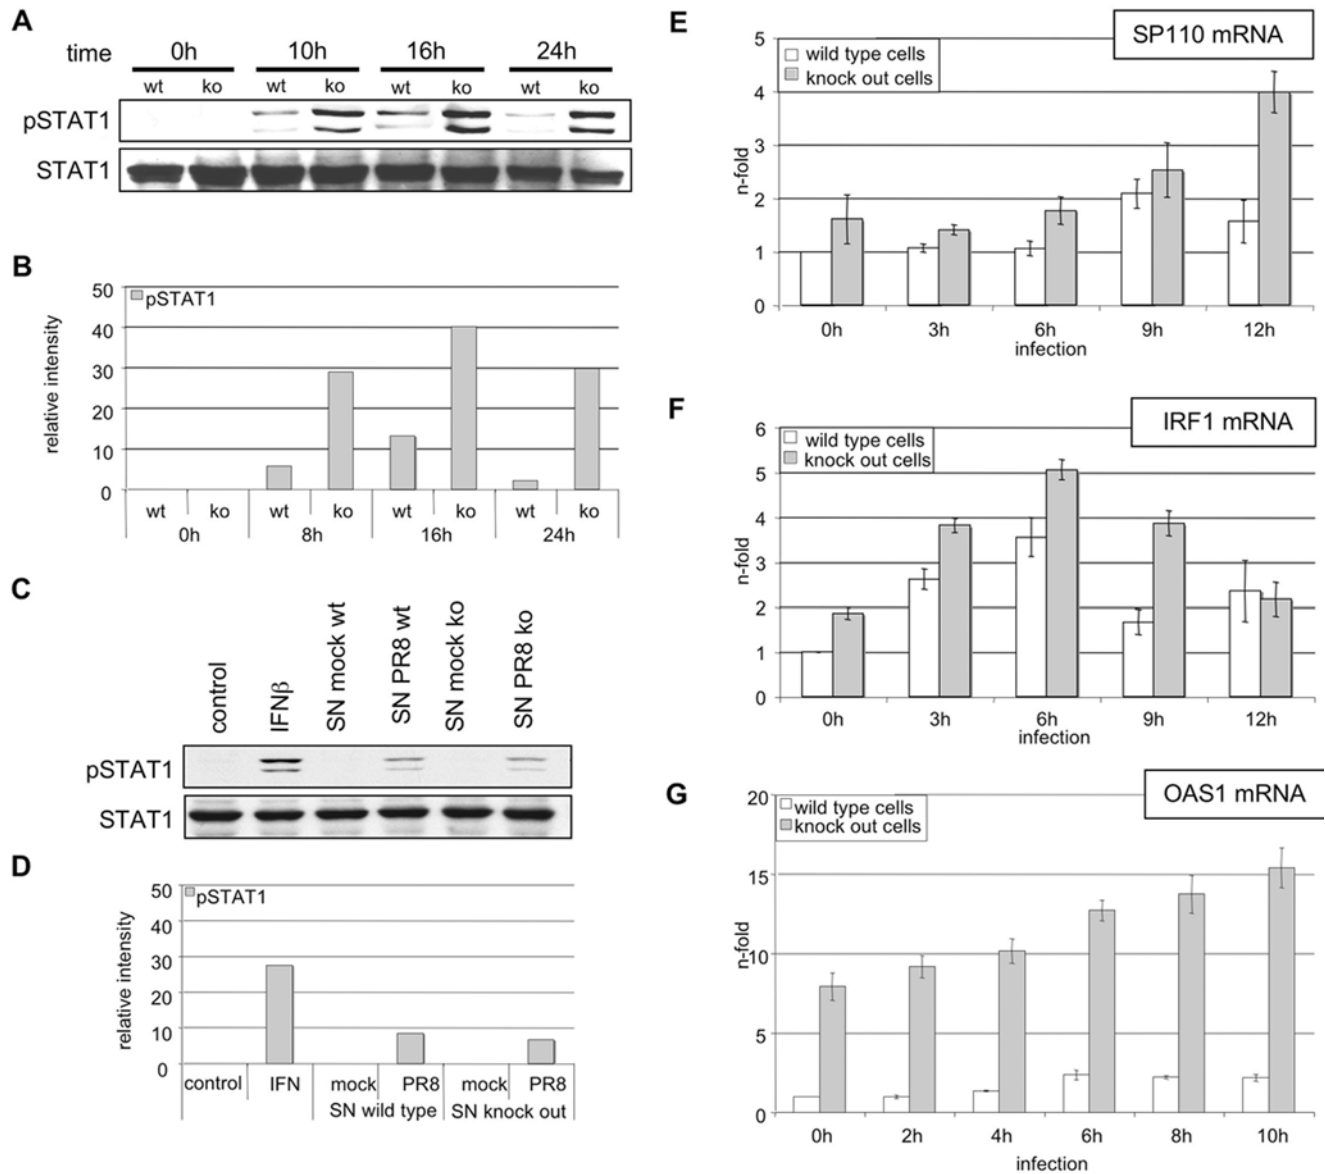 A
time 0h 10h 16h 24h
wt ko wt ko wt ko wt ko
pSTAT1
STAT1
B
50
40
30
20
10
0
relative intensity
pSTAT1
wt ko wt ko wt ko wt ko
0h 8h 16h 24h
C
control
IFNβ
SN mock wt
SN PR8 wt
SN mock ko
SN PR8 ko
pSTAT1
STAT1
D
50
40
30
20
10
0
relative intensity
pSTAT1
control IFN mock PR8 mock PR8
SN wild type SN knock out
E
SP110 mRNA
wild type cells
knock out cells
5
4
3
2
1
0
n-fold
0h 3h 6h 9h 12h
infection
F
IRF1 mRNA
wild type cells
knock out cells
6
5
4
3
2
1
0
n-fold
0h 3h 6h 9h 12h
infection
G
OAS1 mRNA
wild type cells
knock out cells
20
15
10
5
0
n-fold
0h 2h 4h 6h 8h 10h
infection